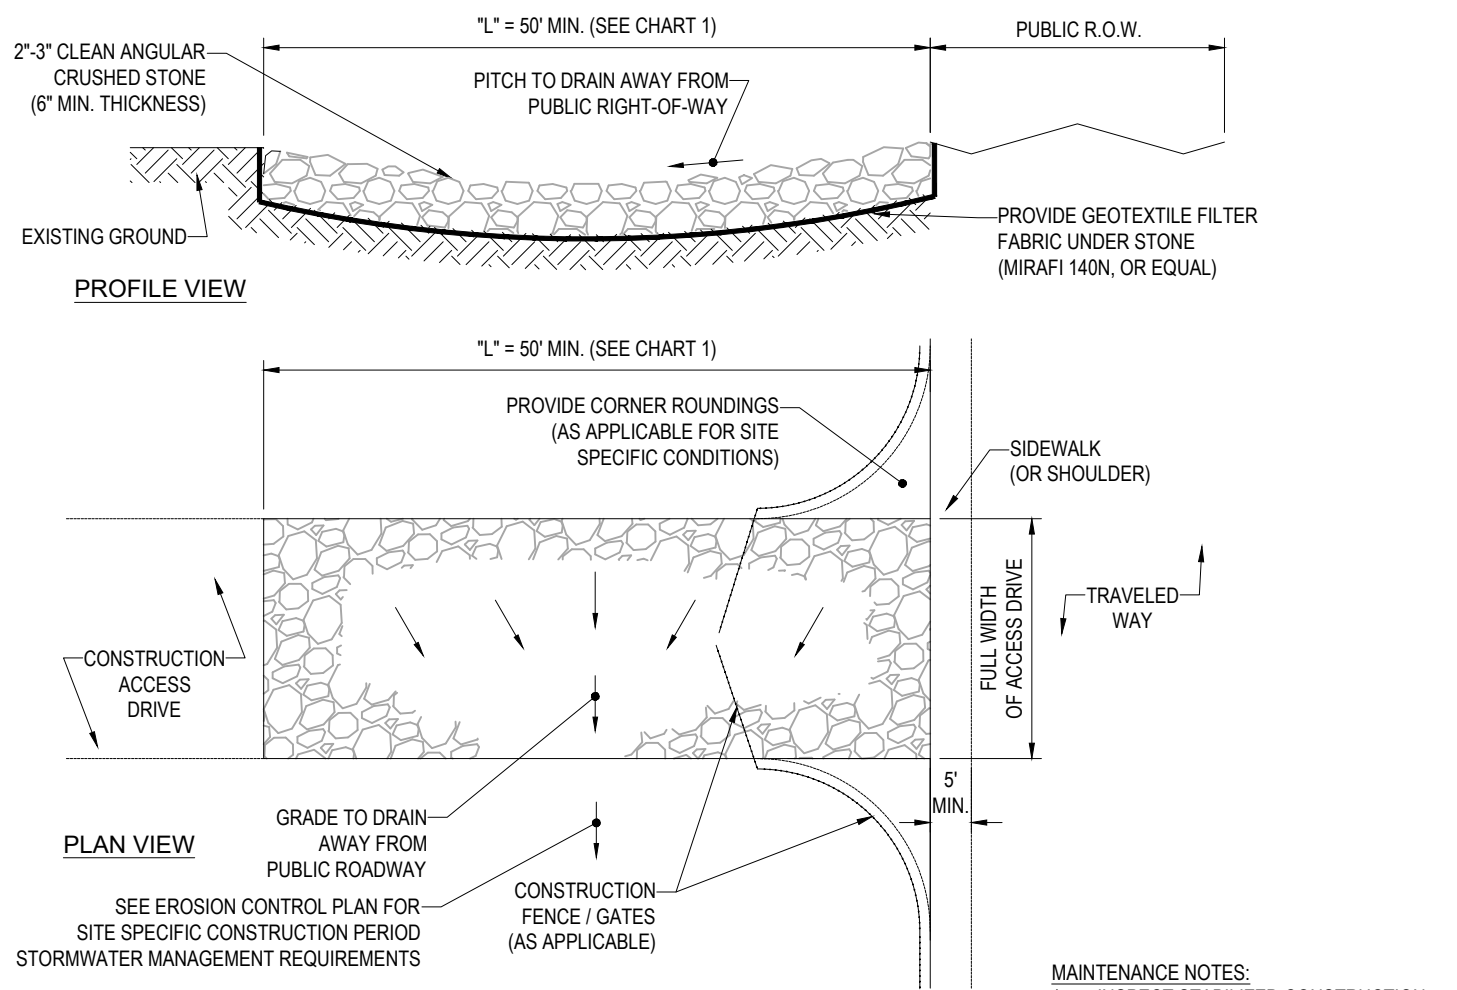 "L" = 50' MIN. (SEE CHART 1)
PUBLIC R.O.W.
2"-3" CLEAN ANGULAR
CRUSHED STONE
(6" MIN. THICKNESS)
PITCH TO DRAIN AWAY FROM
PUBLIC RIGHT-OF-WAY
EXISTING GROUND
PROVIDE GEOTEXTILE FILTER
FABRIC UNDER STONE
(MIRAFI 140N, OR EQUAL)
PROFILE VIEW
"L" = 50' MIN. (SEE CHART 1)
PROVIDE CORNER ROUNDINGS
(AS APPLICABLE FOR SITE
SPECIFIC CONDITIONS)
SIDEWALK
(OR SHOULDER)
CONSTRUCTION
ACCESS
DRIVE
FULL WIDTH
OF ACCESS DRIVE
TRAVELED
WAY
5'
MIN.
GRADE TO DRAIN
AWAY FROM
PUBLIC ROADWAY
PLAN VIEW
SEE EROSION CONTROL PLAN FOR
SITE SPECIFIC CONSTRUCTION PERIOD
STORMWATER MANAGEMENT REQUIREMENTS
CONSTRUCTION
FENCE / GATES
(AS APPLICABLE)
MAINTENANCE NOTES:
INSPECT STABILIZED CONSTRUCTION